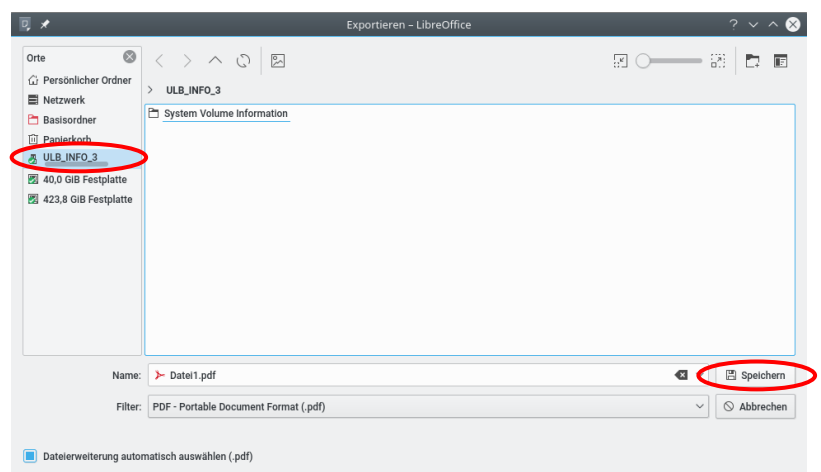 Exportieren – LibreOffice
Orte
Persönlicher Ordner
Netzwerk
Basisordner
Papierkorb
ULB_INFO_3
40,0 GiB Festplatte
423,8 GiB Festplatte
> ULB_INFO_3
System Volume Information
Name: Datei1.pdf
Speichern
Filter: PDF - Portable Document Format (.pdf)
Abbrechen
Dateierweiterung automatisch auswählen (.pdf)